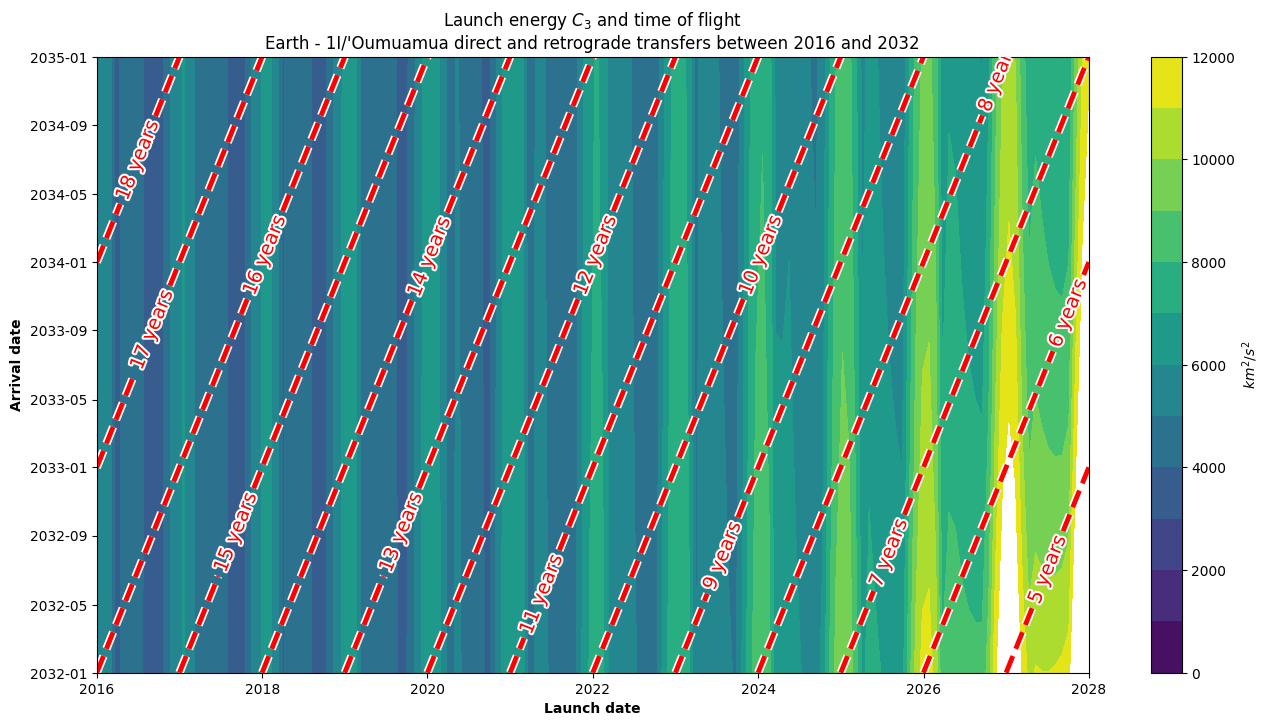 Launch energy C₃ and time of flight
Earth - 1I/'Oumuamua direct and retrograde transfers between 2016 and 2032
2035-01
2034-09
2034-05
2034-01
2033-09
2033-05
2033-01
2032-09
2032-05
2032-01
Arrival date
18 years
17 years
16 years
15 years
14 years
13 years
12 years
11 years
10 years
9 years
8 year
7 years
6 years
5 years
2016
2018
2020
2022
2024
2026
2028
Launch date
12000
10000
8000
6000
4000
2000
0
km²/s²